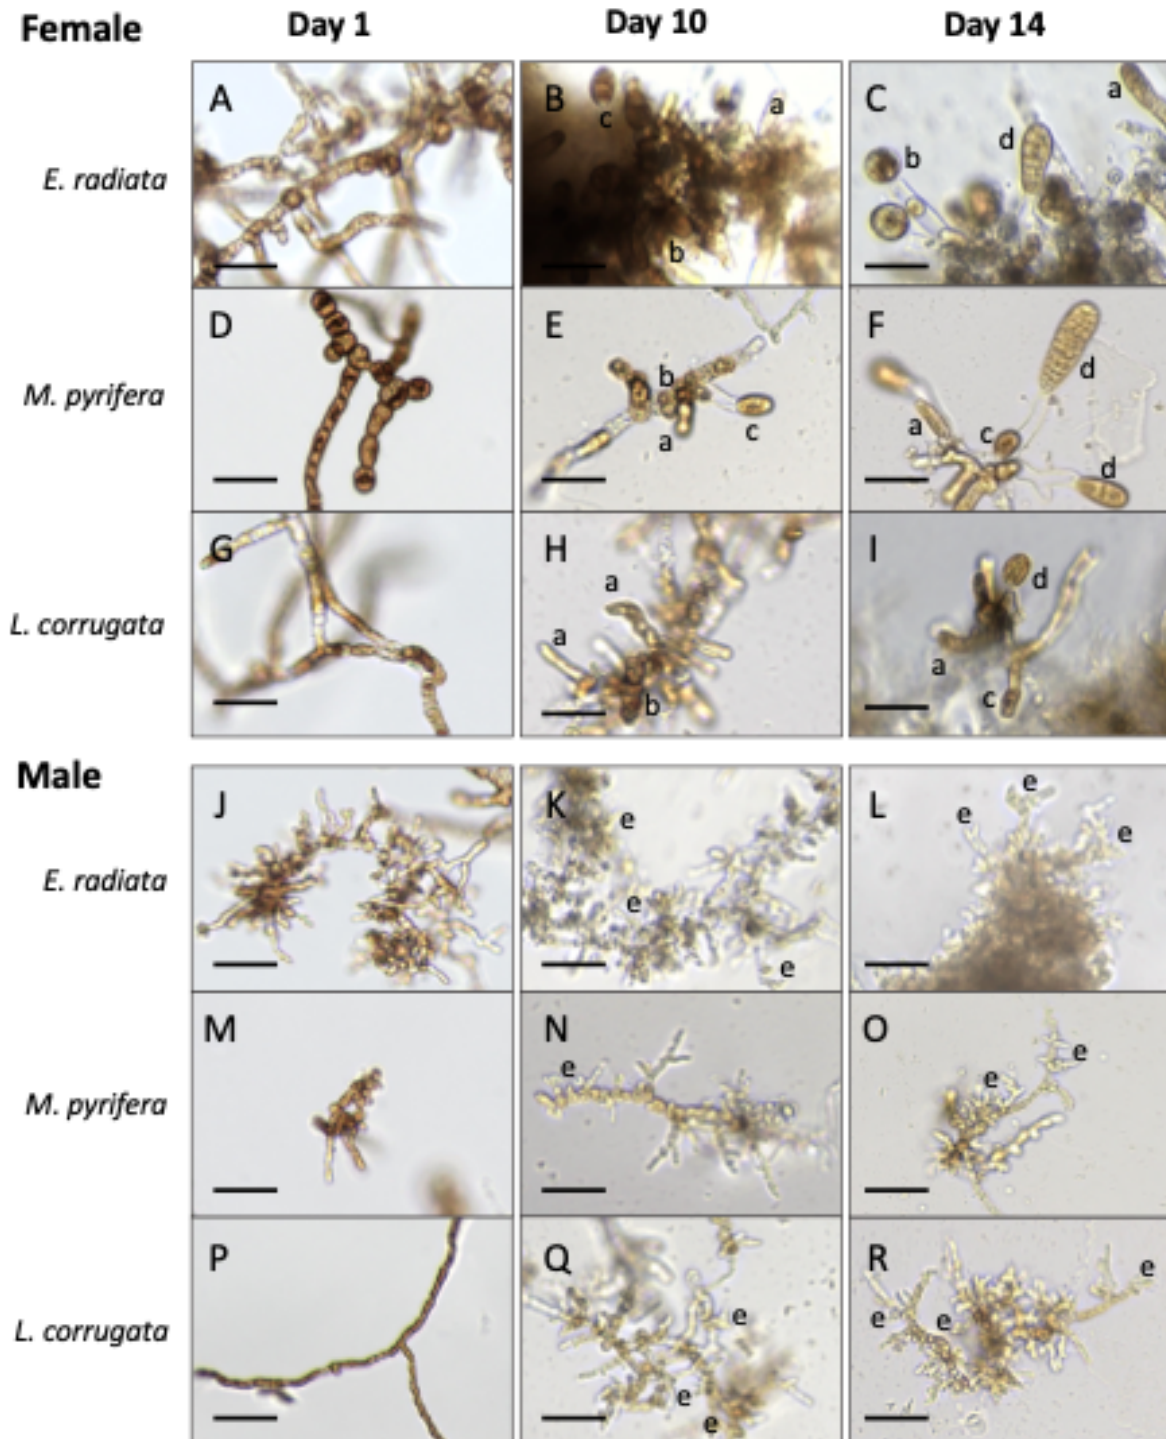 Female Day 1 Day 10 Day 14
E. radiata
A
B a c b
C a d b
M. pyrifera
D
E b a c
F d a c d
L. corrugata
G
H a a b
I d a c
Male
E. radiata
J
K e e e
L e e e
M. pyrifera
M
N e
O e e
L. corrugata
P
Q e e e
R e e e